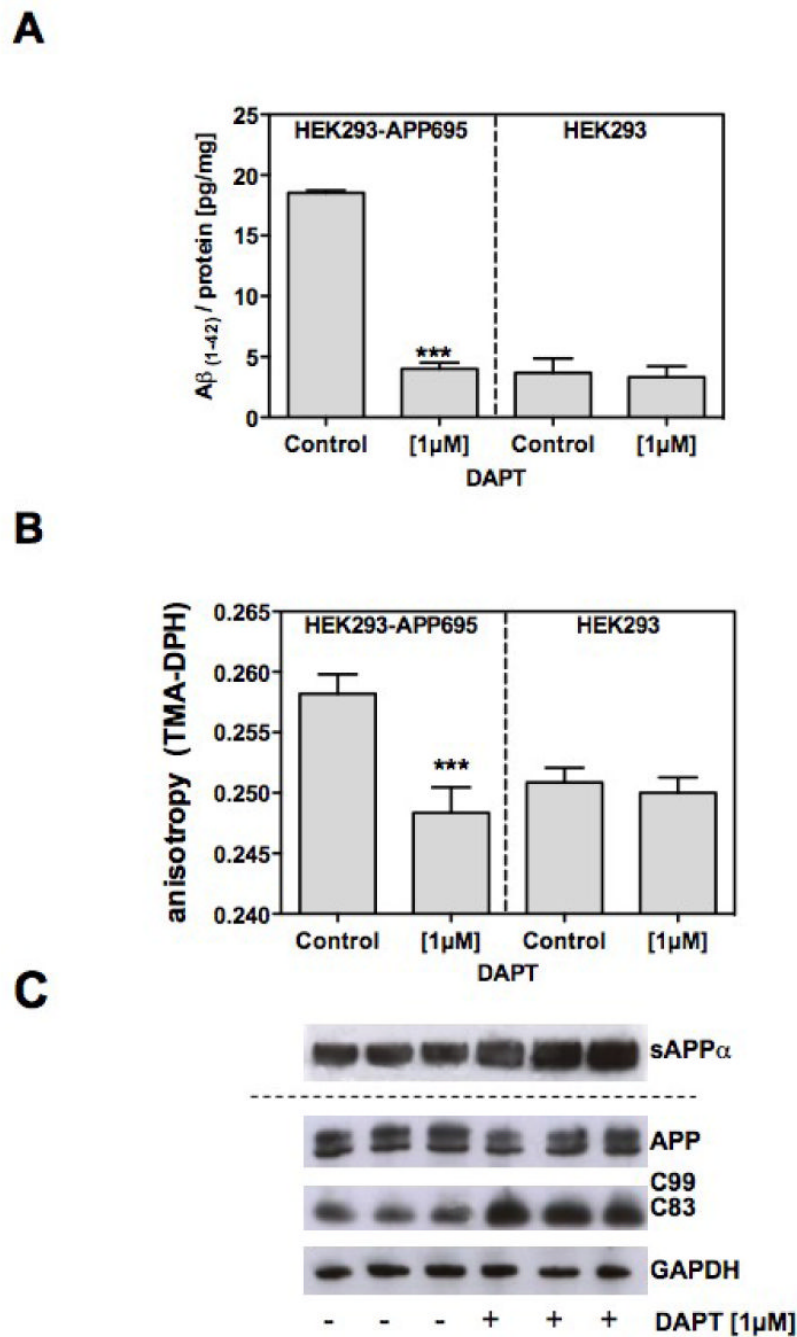 A
HEK293-APP695 HEK293
Aβ (1-42) / protein [pg/mg]
25
20
15
10
5
0
***
Control [1µM] Control [1µM]
DAPT
B
HEK293-APP695 HEK293
anisotropy (TMA-DPH)
0.265
0.260
0.255
0.250
0.245
0.240
***
Control [1µM] Control [1µM]
DAPT
C
sAPPα
APP
C99
C83
GAPDH
- - - + + + DAPT [1µM]